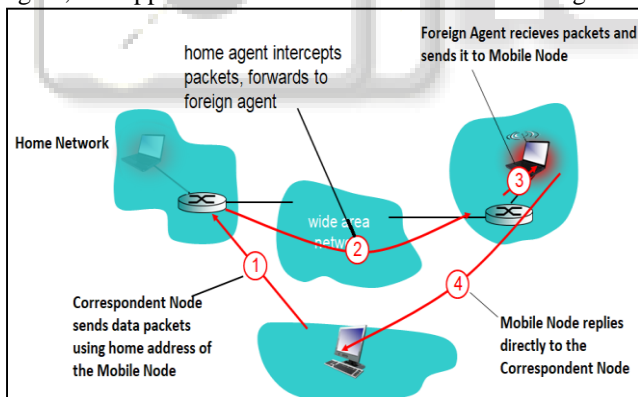 home agent intercepts
packets, forwards to
foreign agent
Foreign Agent recieves packets and
sends it to Mobile Node
Home Network
3
wide area
network
2
1
4
Correspondent Node
sends data packets
using home address of
the Mobile Node
Mobile Node replies
directly to the
Correspondent Node